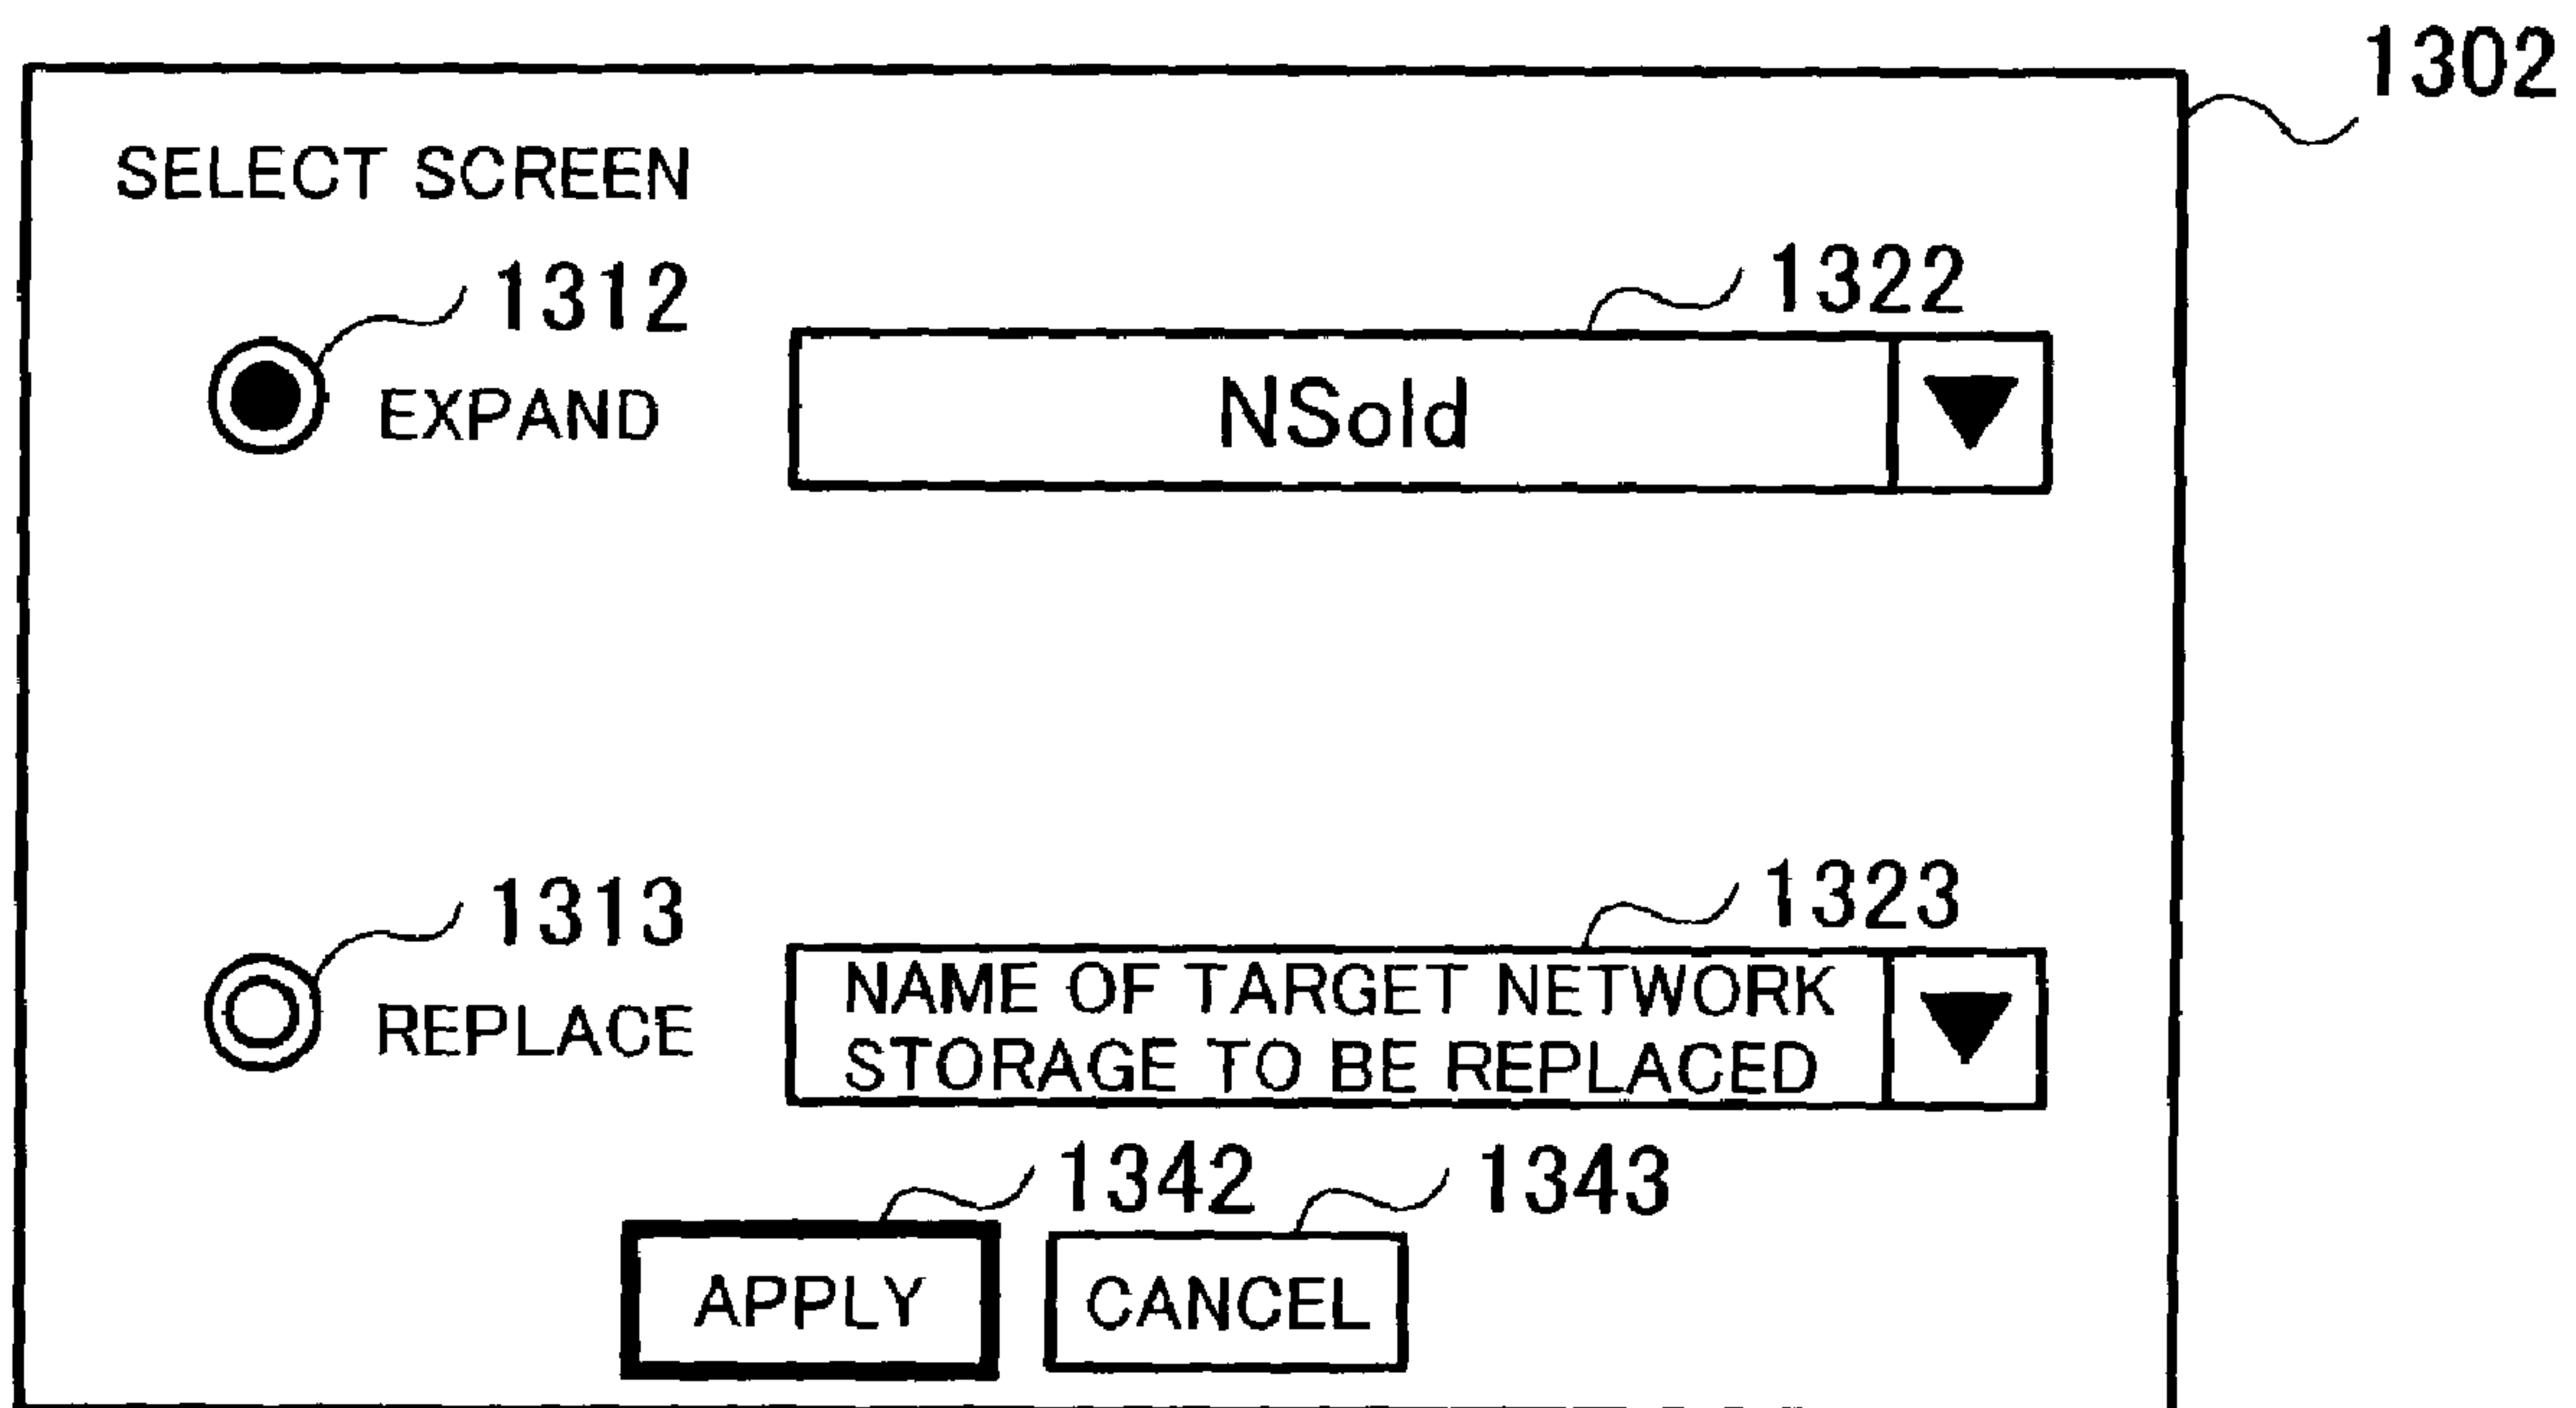 1302
SELECT SCREEN
1312
1322
EXPAND
NSold
1313
1323
REPLACE
NAME OF TARGET NETWORK
STORAGE TO BE REPLACED
1342
1343
APPLY
CANCEL